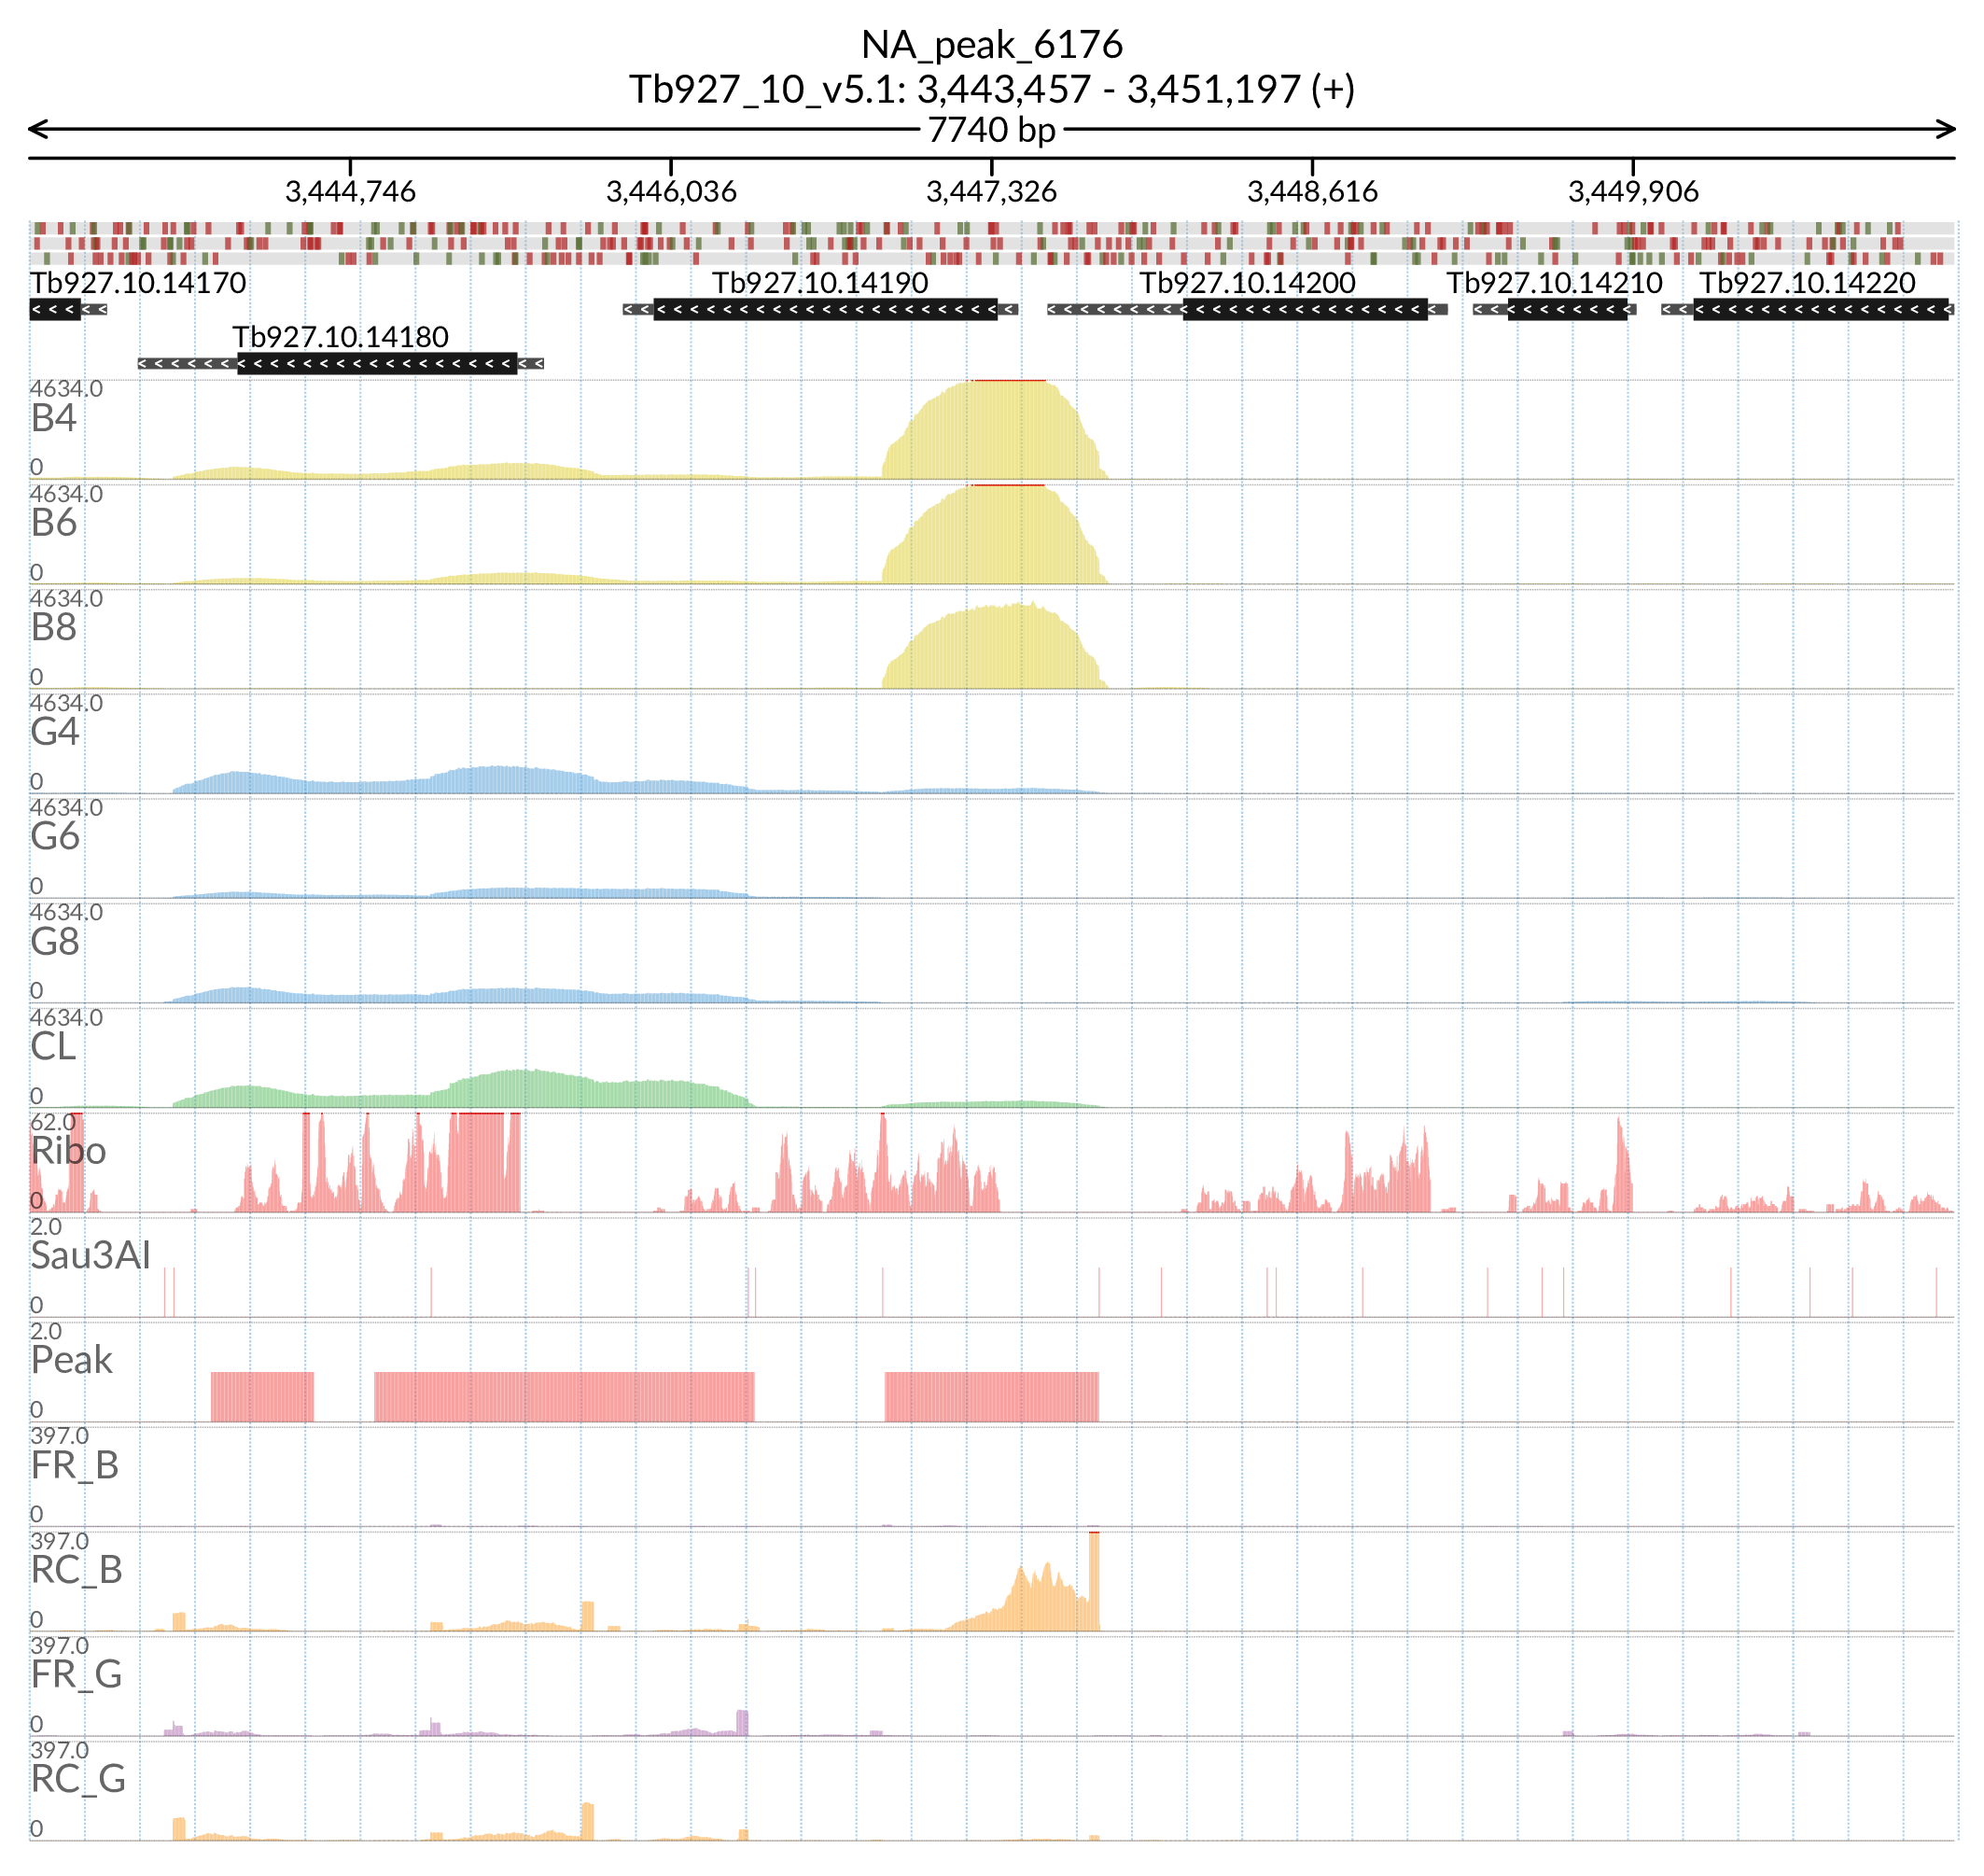 NA_peak_6176
Tb927_10_v5.1: 3,443,457 - 3,451,197 (+)
7740 bp
3,444,746 3,446,036 3,447,326 3,448,616 3,449,906
Tb927.10.14170 Tb927.10.14190 Tb927.10.14200 Tb927.10.14210 Tb927.10.14220
Tb927.10.14180
4634.0
B4
0
4634.0
B6
0
4634.0
B8
0
4634.0
G4
0
4634.0
G6
0
4634.0
G8
0
4634.0
CL
0
62.0
Ribo
0
2.0
Sau3AI
0
2.0
Peak
0
397.0
FR_B
0
397.0
RC_B
0
397.0
FR_G
0
397.0
RC_G
0